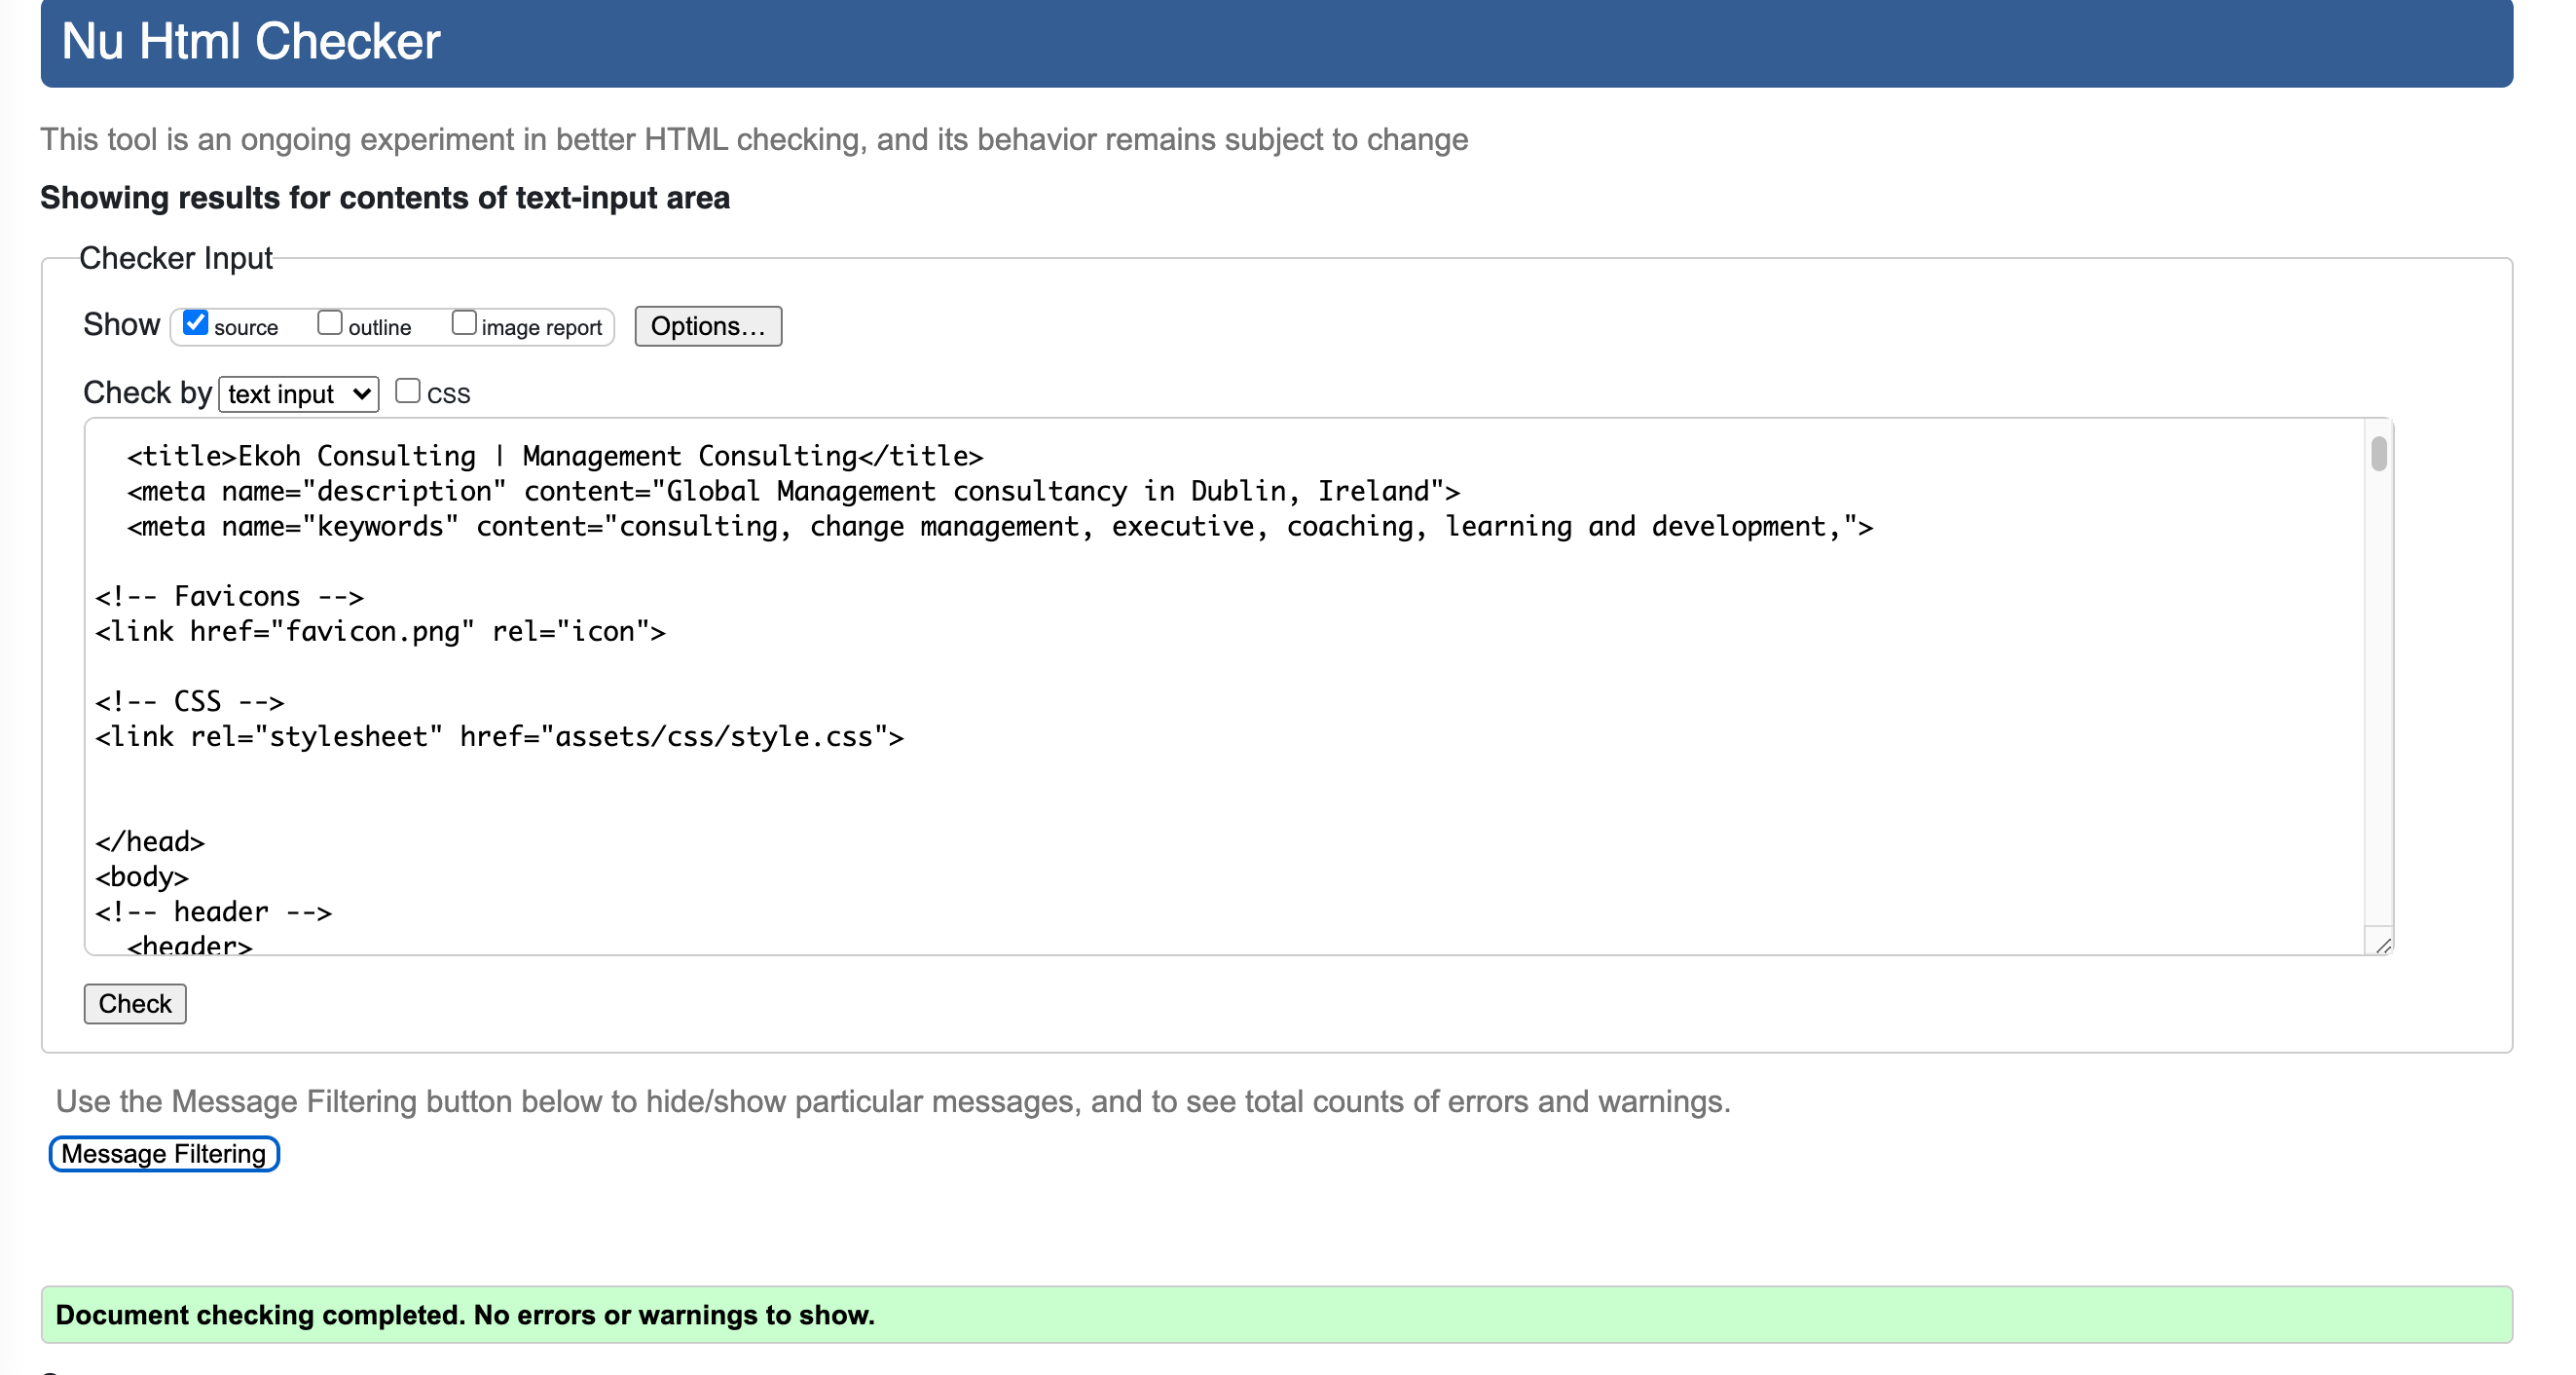 Nu Html Checker
This tool is an ongoing experiment in better HTML checking, and its behavior remains subject to change
Showing results for contents of text-input area
Checker Input
Show source outline image report Options...
Check by text input CSS
<title>Ekoh Consulting | Management Consulting</title>
<meta name="description" content="Global Management consultancy in Dublin, Ireland">
<meta name="keywords" content="consulting, change management, executive, coaching, learning and development,">
<!-- Favicons -->
<link href="favicon.png" rel="icon">
<!-- CSS -->
<link rel="stylesheet" href="assets/css/style.css">
</head>
<body>
<!-- header -->
<header>
Check
Use the Message Filtering button below to hide/show particular messages, and to see total counts of errors and warnings.
Message Filtering
Document checking completed. No errors or warnings to show.